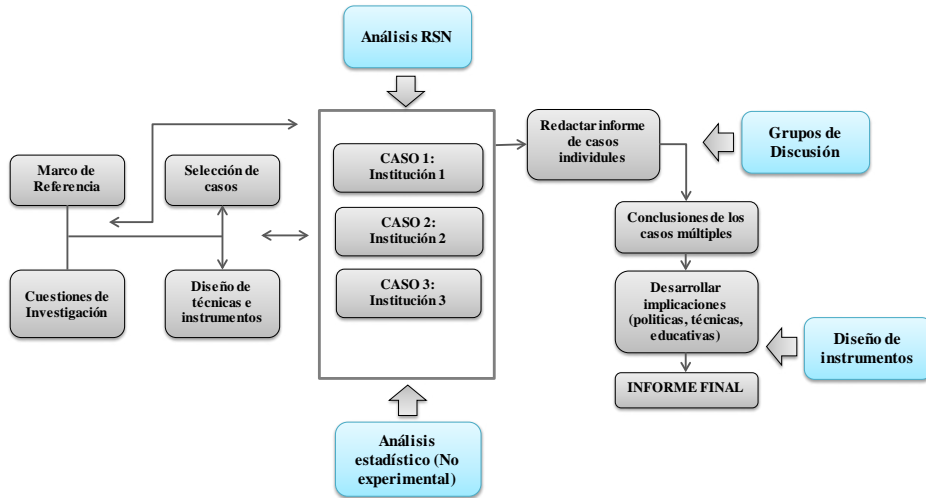 Análisis RSN
Marco de
Referencia
Selección de
casos
Cuestiones de
Investigación
Diseño de
técnicas e
instrumentos
CASO 1:
Institución 1
CASO 2:
Institución 2
CASO 3:
Institución 3
Análisis
estadístico (No
experimental)
Redactar informe
de casos
individules
Grupos de
Discusión
Conclusiones de los
casos múltiples
Desarrollar
implicaciones
(politicas, técnicas,
educativas)
Diseño de
instrumentos
INFORME FINAL